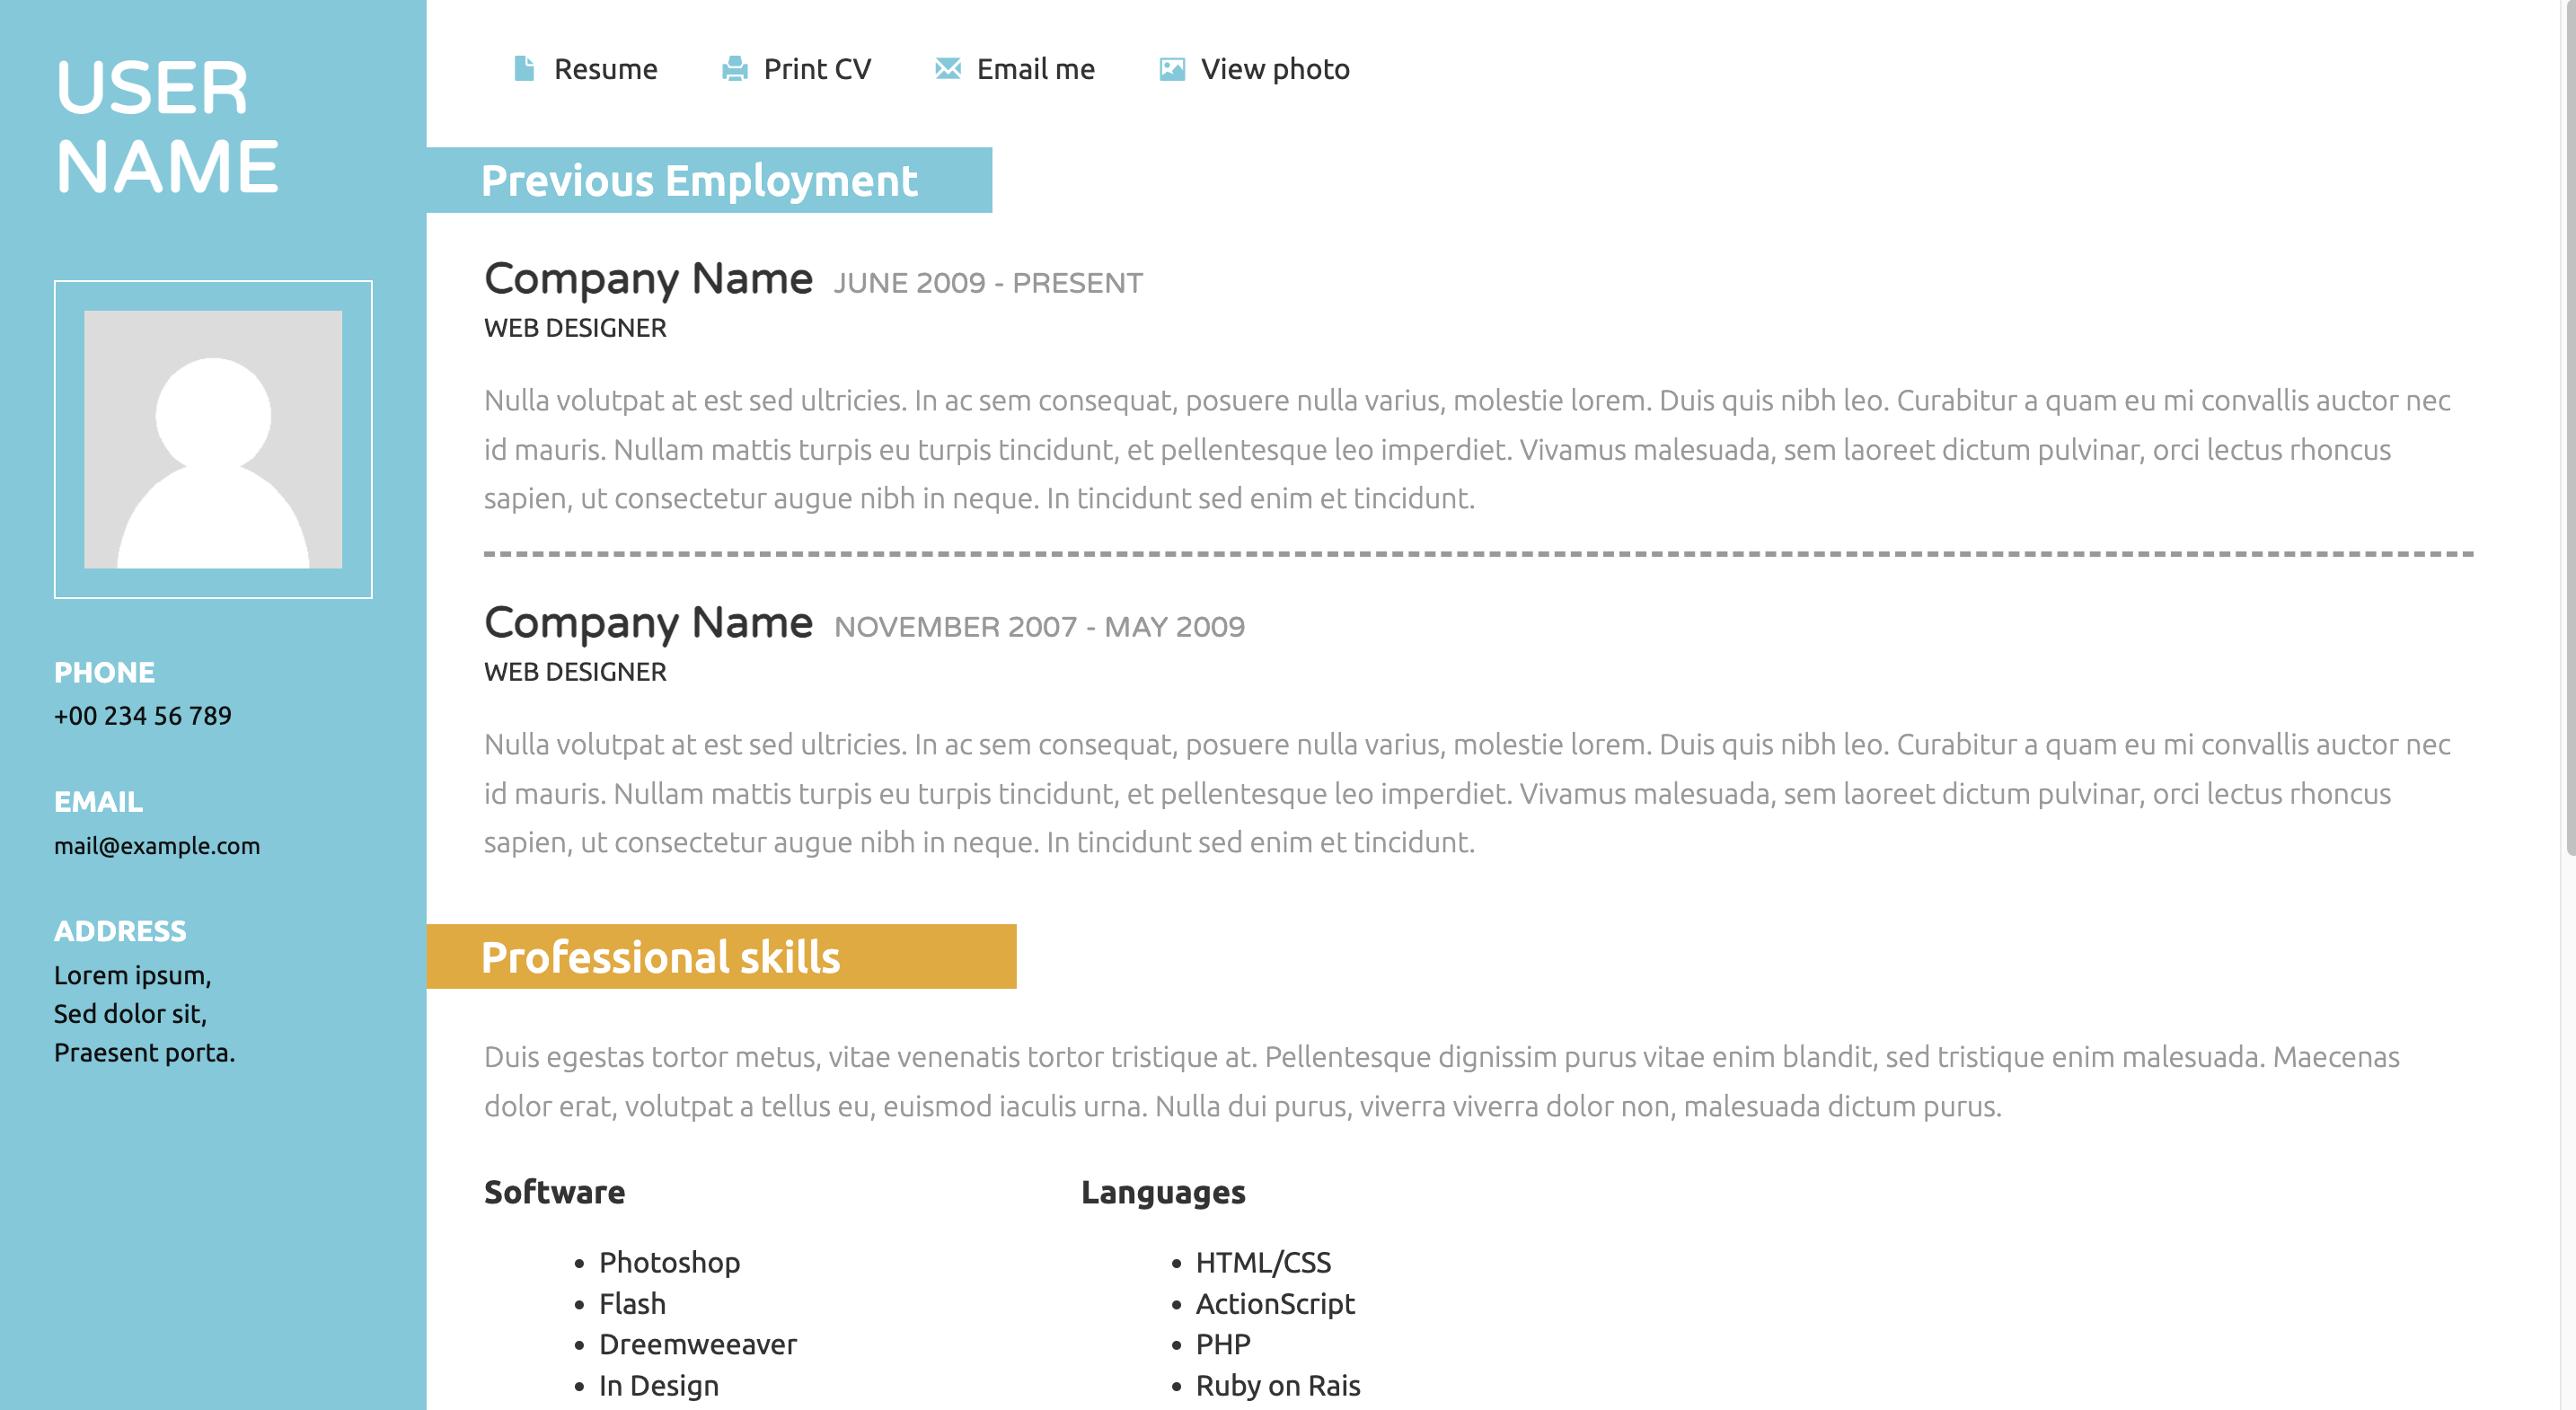 USER
NAME
PHONE
+00 234 56 789
EMAIL
mail@example.com
ADDRESS
Lorem ipsum,
Sed dolor sit,
Praesent porta.
Resume Print CV Email me View photo
Previous Employment
Company Name JUNE 2009 - PRESENT
WEB DESIGNER
Nulla volutpat at est sed ultricies. In ac sem consequat, posuere nulla varius, molestie lorem. Duis quis nibh leo. Curabitur a quam eu mi convallis auctor nec
id mauris. Nullam mattis turpis eu turpis tincidunt, et pellentesque leo imperdiet. Vivamus malesuada, sem laoreet dictum pulvinar, orci lectus rhoncus
sapien, ut consectetur augue nibh in neque. In tincidunt sed enim et tincidunt.
Company Name NOVEMBER 2007 - MAY 2009
WEB DESIGNER
Nulla volutpat at est sed ultricies. In ac sem consequat, posuere nulla varius, molestie lorem. Duis quis nibh leo. Curabitur a quam eu mi convallis auctor nec
id mauris. Nullam mattis turpis eu turpis tincidunt, et pellentesque leo imperdiet. Vivamus malesuada, sem laoreet dictum pulvinar, orci lectus rhoncus
sapien, ut consectetur augue nibh in neque. In tincidunt sed enim et tincidunt.
Professional skills
Duis egestas tortor metus, vitae venenatis tortor tristique at. Pellentesque dignissim purus vitae enim blandit, sed tristique enim malesuada. Maecenas
dolor erat, volutpat a tellus eu, euismod iaculis urna. Nulla dui purus, viverra viverra dolor non, malesuada dictum purus.
Software
• Photoshop
• Flash
• Dreemweeaver
• In Design
Languages
• HTML/CSS
• ActionScript
• PHP
• Ruby on Rais